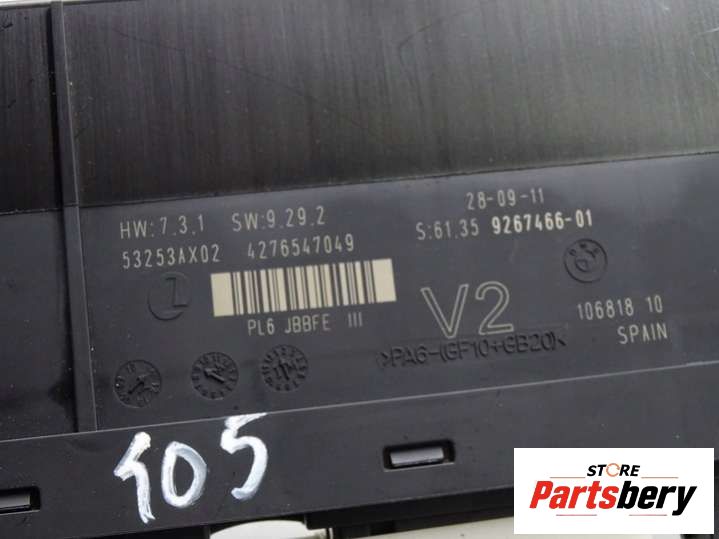 28-09-11
HW:7.3.1 SW:9.29.2
S:61.35 9267466-01
53253AX02 4276547049
PL6 JBBFE III
V2
106818 10
SPAIN
>PA6-(GF10+GB20)<
105
STORE
Partsbery